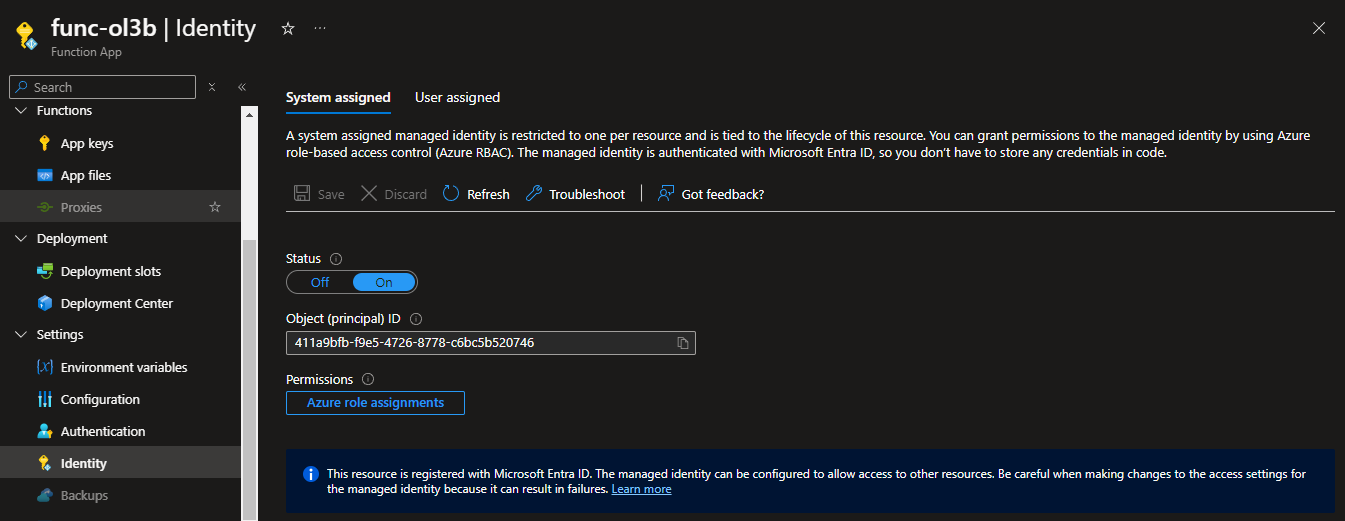 func-ol3b | Identity
Function App
Search
Functions
App keys
App files
Proxies
Deployment
Deployment slots
Deployment Center
Settings
Environment variables
Configuration
Authentication
Identity
Backups
System assigned
User assigned
A system assigned managed identity is restricted to one per resource and is tied to the lifecycle of this resource. You can grant permissions to the managed identity by using Azure
role-based access control (Azure RBAC). The managed identity is authenticated with Microsoft Entra ID, so you don’t have to store any credentials in code.
Save Discard Refresh Troubleshoot Got feedback?
Status
Off On
Object (principal) ID
411a9bfb-f9e5-4726-8778-c6bc5b520746
Permissions
Azure role assignments
This resource is registered with Microsoft Entra ID. The managed identity can be configured to allow access to other resources. Be careful when making changes to the access settings for
the managed identity because it can result in failures. Learn more